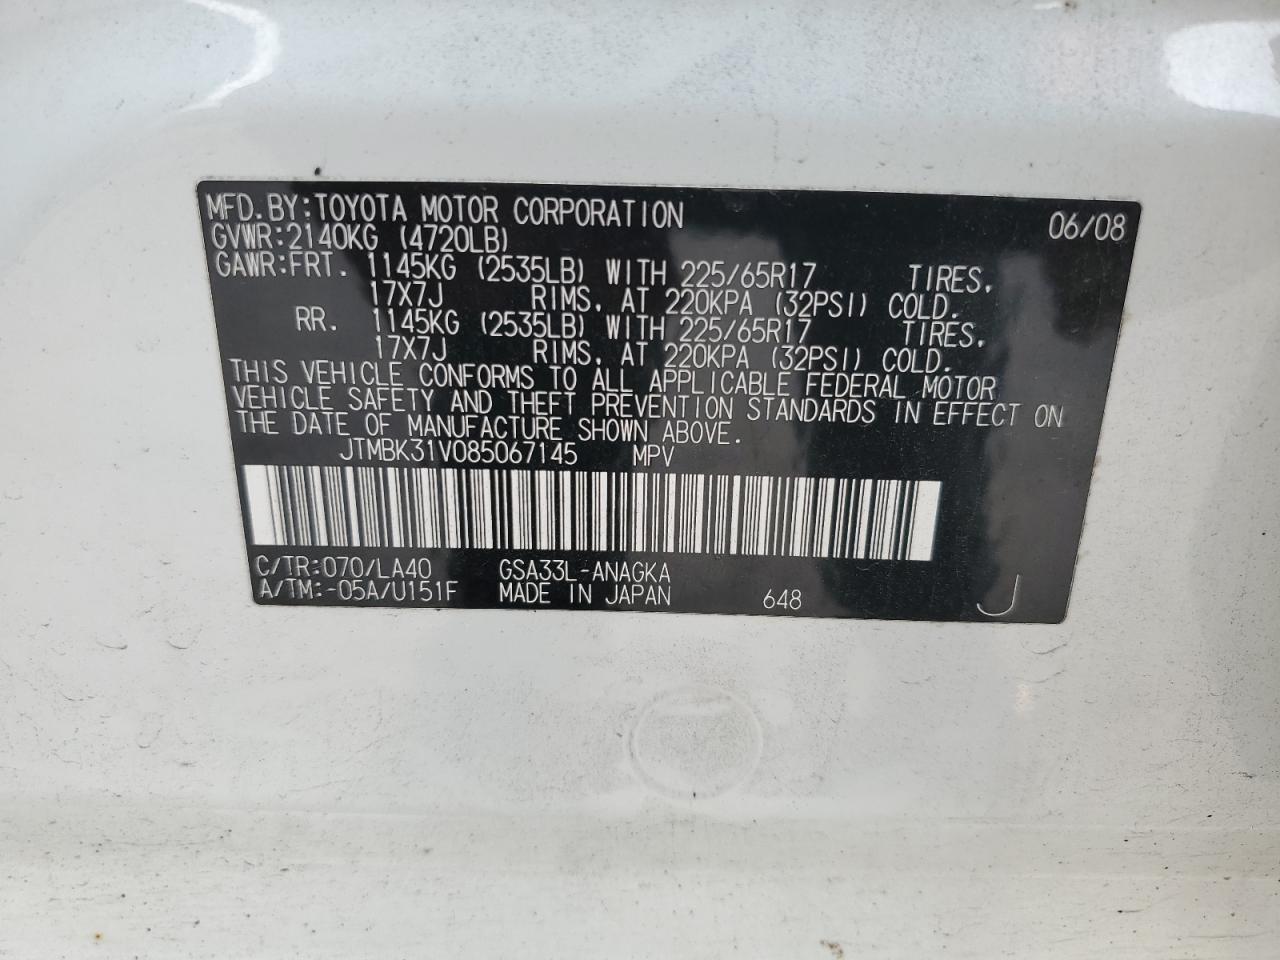 MFD.BY:TOYOTA MOTOR CORPORATION 06/08
GVWR:2140KG (4720LB)
GAWR:FRT. 1145KG (2535LB) WITH 225/65R17 TIRES,
17X7J RIMS, AT 220KPA (32PSI) COLD.
RR. 1145KG (2535LB) WITH 225/65R17 TIRES,
17X7J RIMS, AT 220KPA (32PSI) COLD.
THIS VEHICLE CONFORMS TO ALL APPLICABLE FEDERAL MOTOR
VEHICLE SAFETY AND THEFT PREVENTION STANDARDS IN EFFECT ON
THE DATE OF MANUFACTURE SHOWN ABOVE.
JTMBK31V085067145 MPV
C/TR:070/LA40 GSA33L-ANAGKA
A/TM:-05A/U151F MADE IN JAPAN 648 J